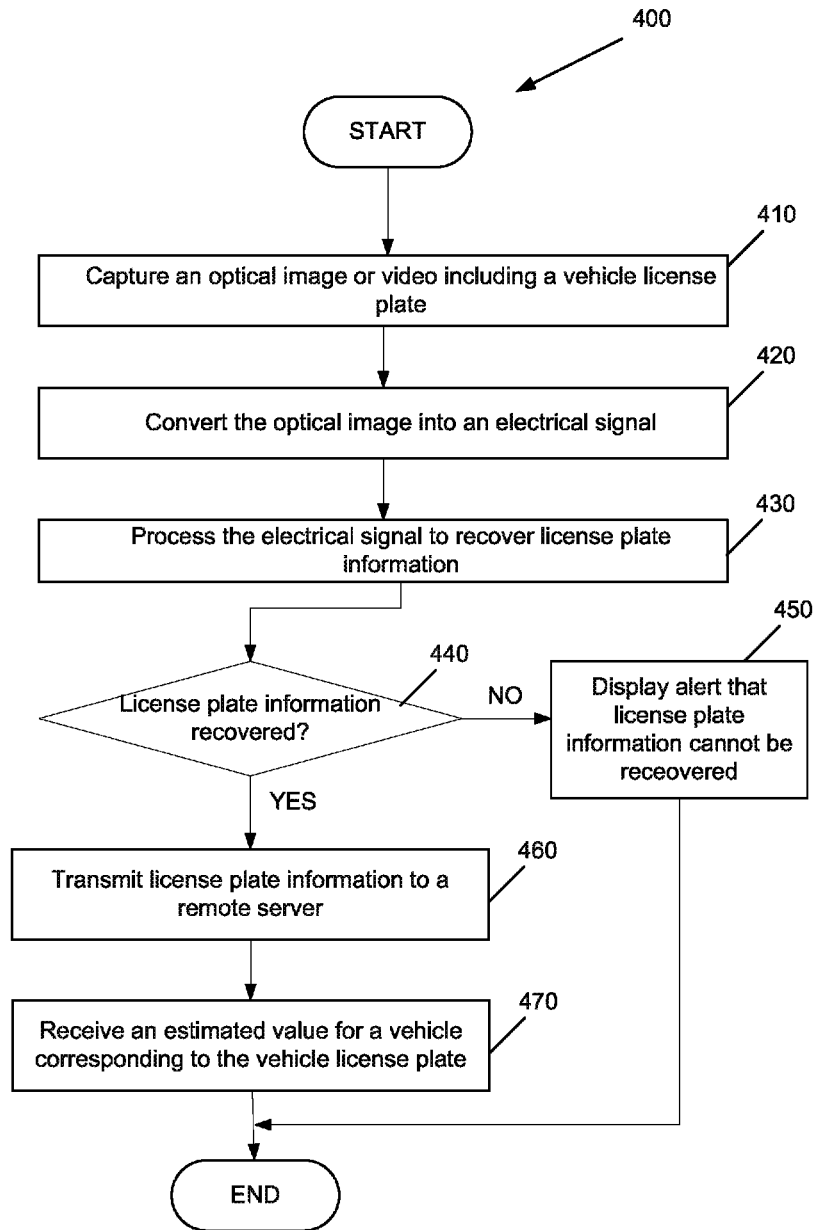 400
START
410
Capture an optical image or video including a vehicle license
plate
420
Convert the optical image into an electrical signal
430
Process the electrical signal to recover license plate
information
440
License plate information
recovered?
NO
450
Display alert that
license plate
information cannot be
receovered
YES
460
Transmit license plate information to a
remote server
470
Receive an estimated value for a vehicle
corresponding to the vehicle license plate
END